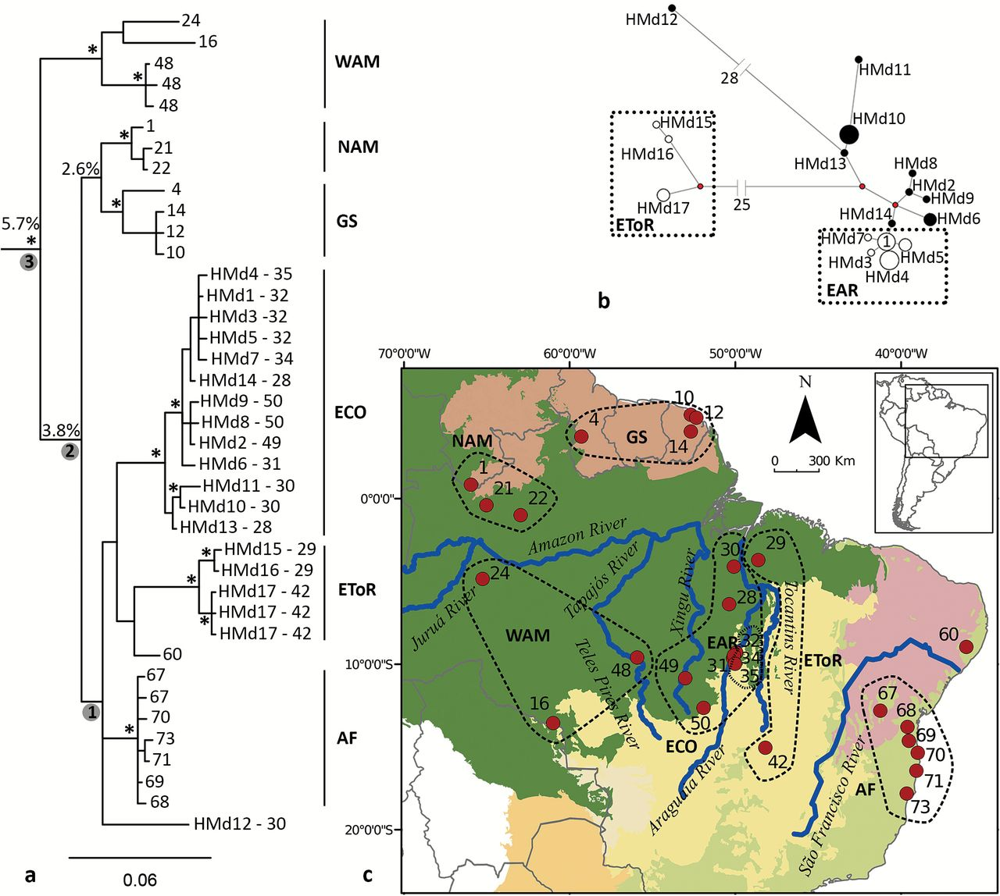 24
16
*
WAM
48
*
48
48
1
*
NAM
21
22
2.6%
4
*
14
GS
12
10
5.7%
*
3
HMd4 - 35
HMd1 - 32
HMd3 -32
HMd5 - 32
HMd7 - 34
HMd14 - 28
HMd9 - 50
*
ECO
HMd8 - 50
3.8%
HMd2 - 49
2
*
HMd6 - 31
HMd11 - 30
*
HMd10 - 30
HMd13 - 28
HMd15 - 29
*
HMd16 - 29
*
EToR
HMd17 - 42
HMd17 - 42
*
HMd17 - 42
60
67
67
1
70
*
AF
73
71
69
68
HMd12 - 30
0.06
a
HMd12
HMd11
28
HMd10
HMd15
HMd16
HMd13
HMd8
HMd2
HMd9
HMd17
25
HMd14
HMd6
EToR
HMd7
1
HMd5
HMd3
HMd4
EAR
b
70°0'0"W
60°0'0"W
50°0'0"W
40°0'0"W
10
12
4
GS
14
N
0
300 Km
NAM
1
21
22
0°0'0"
Amazon River
30
29
24
Tapajós River
Xingu River
28
Juruá River
Tocantins River
WAM
EAR
32
34
31
35
EToR
60
10°0'0"S
48
49
Teles Pires River
16
50
ECO
42
67
68
69
70
71
73
AF
Araguaia River
São Francisco River
20°0'0"S
c